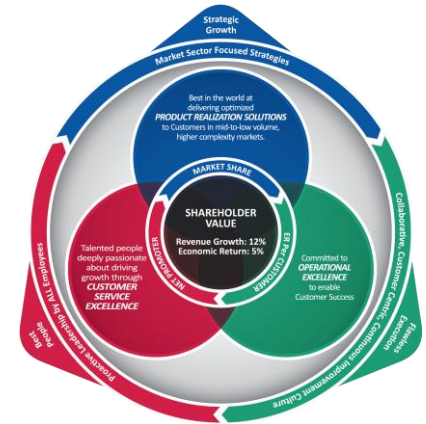 Strategic
Growth
Market Sector Focused Strategies
Best in the world at
delivering optimized
PRODUCT REALIZATION SOLUTIONS
to Customers in mid-to-low volume,
higher complexity markets.
MARKET SHARE
SHAREHOLDER
VALUE
Revenue Growth: 12%
Economic Return: 5%
NET PROMOTER
ER Per CUSTOMER
Talented people
deeply passionate
about driving
growth through
CUSTOMER
SERVICE
EXCELLENCE
Committed to
OPERATIONAL
EXCELLENCE
to enable
Customer Success
Proactive Leadership by ALL Employees
Best
People
Collaborative, Customer Centric, Continuous Improvement Culture
Flawless
Execution